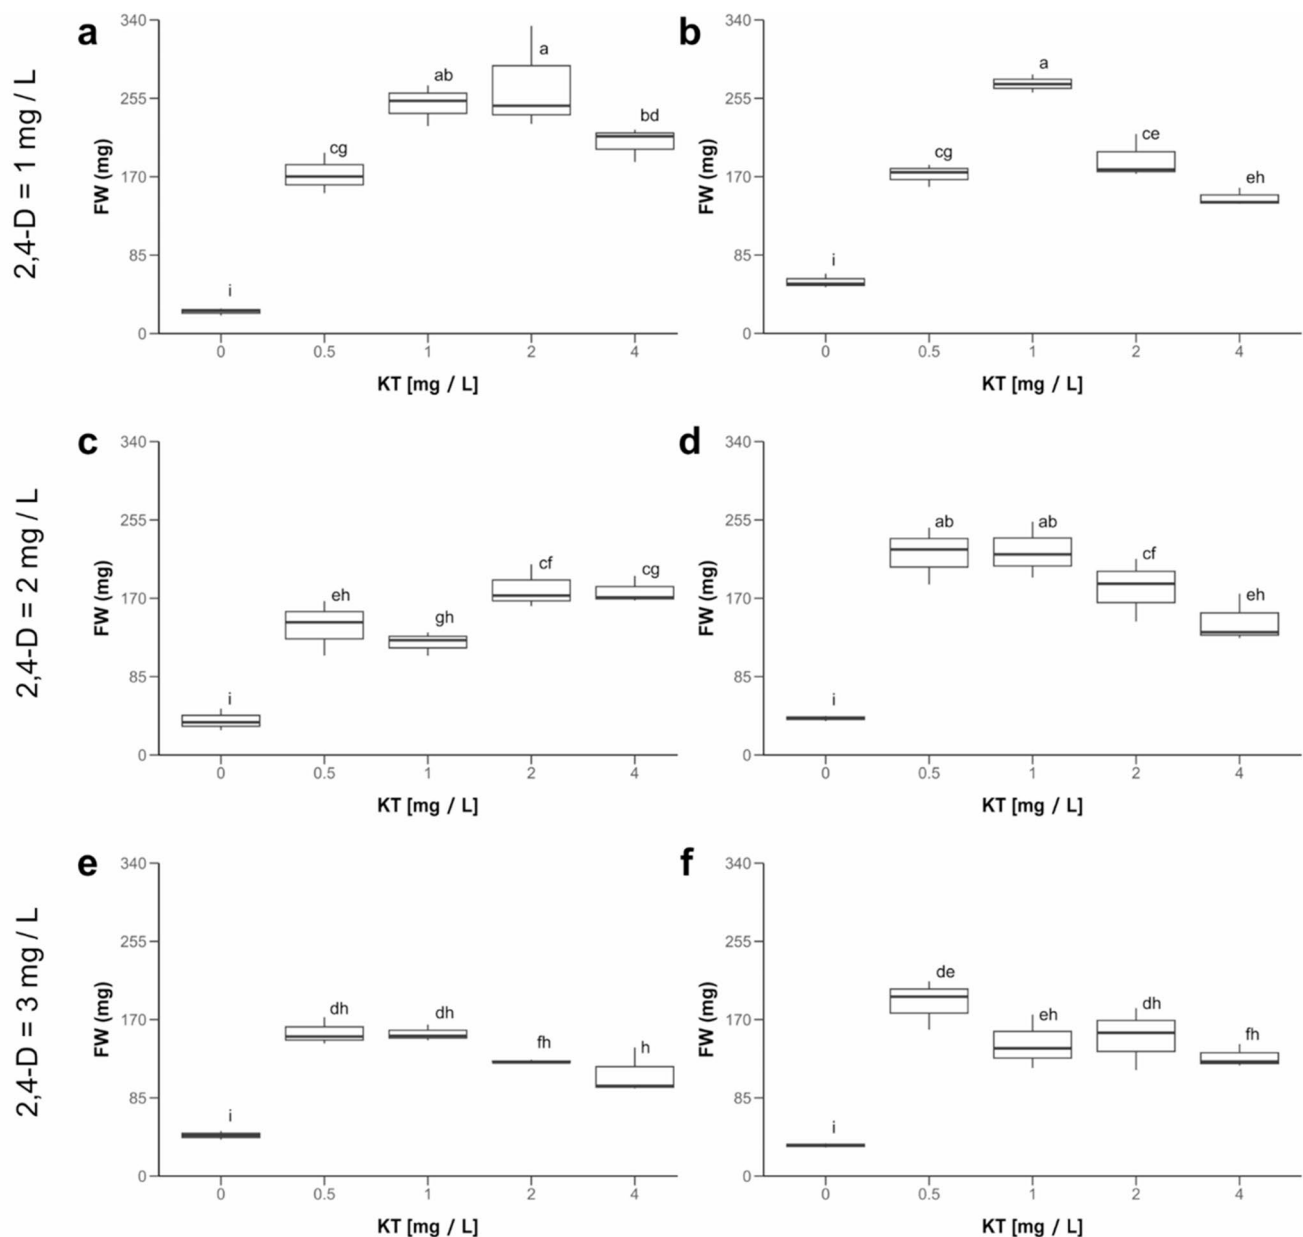 2,4-D = 1 mg / L
a
FW (mg)
340
255
170
85
0
i
cg
ab
a
bd
0 0.5 1 2 4
KT [mg / L]
b
FW (mg)
340
255
170
85
0
i
cg
a
ce
eh
0 0.5 1 2 4
KT [mg / L]
2,4-D = 2 mg / L
c
FW (mg)
340
255
170
85
0
i
eh
gh
cf
cg
0 0.5 1 2 4
KT [mg / L]
d
FW (mg)
340
255
170
85
0
i
ab
ab
cf
eh
0 0.5 1 2 4
KT [mg / L]
2,4-D = 3 mg / L
e
FW (mg)
340
255
170
85
0
i
dh
dh
fh
h
0 0.5 1 2 4
KT [mg / L]
f
FW (mg)
340
255
170
85
0
i
de
eh
dh
fh
0 0.5 1 2 4
KT [mg / L]